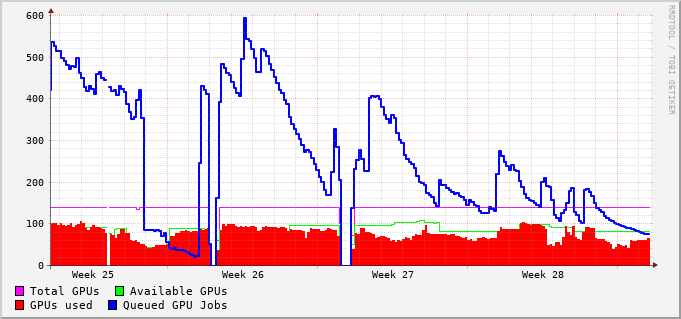 600
500
400
300
200
100
0
Week 25 Week 26 Week 27 Week 28
Total GPUs Available GPUs
GPUs used Queued GPU Jobs
RRDTOOL / TOBI OETIKER